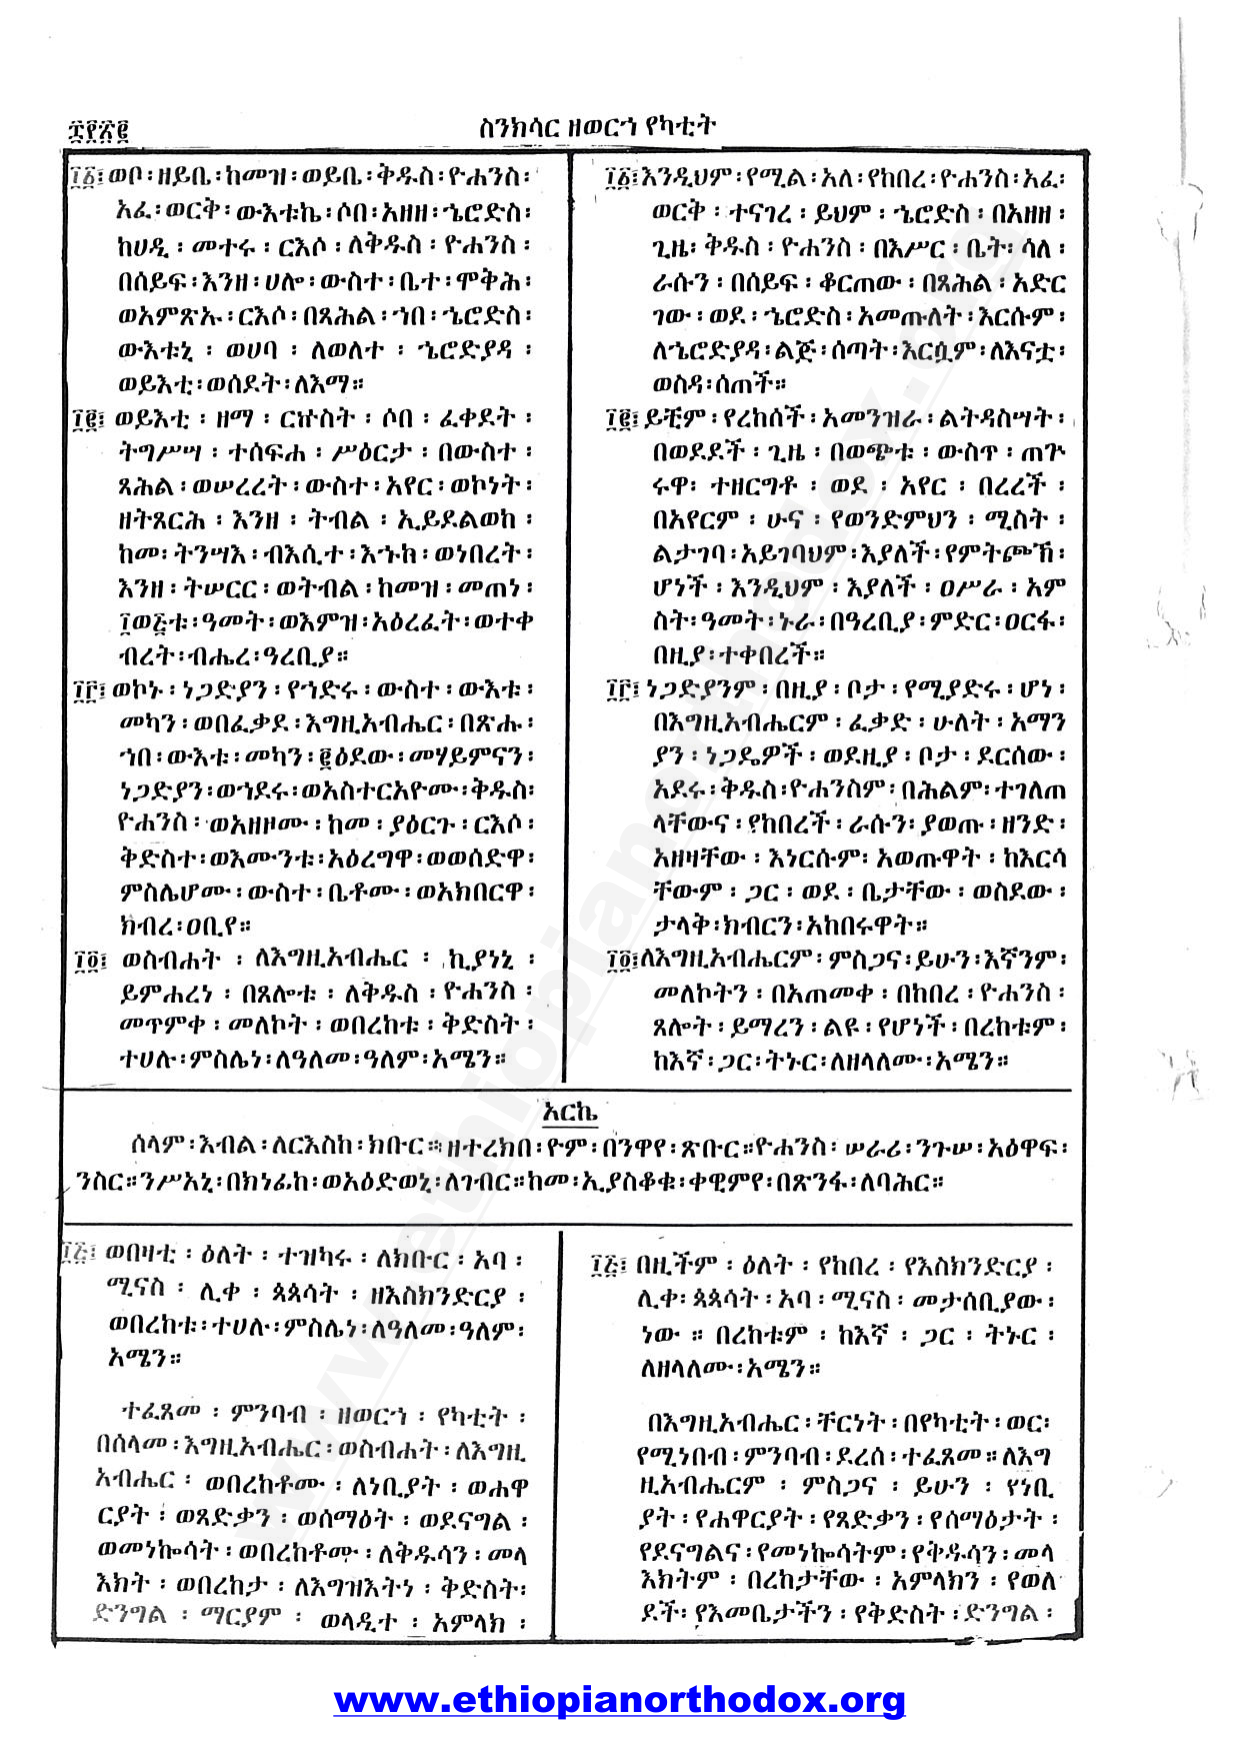 ፷፻፳፪ ስንክሳር ዘወርኀ የካቲት
፲፩፤ ወቦ፡ዘይቤ፡ከመዝ፡ወይቤ፡ቅዱስ፡ዮሐንስ፡
አፈ፡ወርቅ፡ውእቱኬ፡ሶበ፡አዘዘ፡ኄሮድስ፡
ከሀዲ፡መተሩ፡ርእሶ፡ለቅዱስ፡ዮሐንስ፡
በሰይፍ፡እንዘ፡ሀሎ፡ውስተ፡ቤተ፡ሞቅሕ፡
ወአምጽኡ፡ርእሶ፡በጻሕል፡ኀበ፡ኄሮድስ፡
ውእቱኒ፡ወሀባ፡ለወለተ፡ኄሮድያዳ፡
ወይእቲ፡ወሰደት፡ለእማ።
፲፪፤ ወይእቲ፡ዘማ፡ርኵስት፡ሶበ፡ፈቀደት፡
ትግሥሣ፡ተሰፍሐ፡ሥዕርታ፡በውስተ፡
ጻሕል፡ወሠረረት፡ውስተ፡አየር፡ወኮነት፡
ዘትጸርሕ፡እንዘ፡ትብል፡ኢይደልወከ፡
ከመ፡ትንሣእ፡ብእሲተ፡እኁከ፡ወነበረት፡
እንዘ፡ትሠርር፡ወትብል፡ከመዝ፡መጠነ፡
፲ወ፭ቱ፡ዓመት፡ወእምዝ፡አዕረፈት፡ወተቀ
ብረት፡ብሔረ፡ዓረቢያ።
፲፫፤ ወኮኑ፡ነጋድያን፡የኀድሩ፡ውስተ፡ውእቱ፡
መካን፡ወበፈቃደ፡እግዚአብሔር፡በጽሑ፡
ኀበ፡ውእቱ፡መካን፡፪ዕደው፡መሃይምናን፡
ነጋድያን፡ወኀደሩ፡ወአስተርአዮሙ፡ቅዱስ፡
ዮሐንስ፡ወአዘዞሙ፡ከመ፡ያዕርጉ፡ርእሶ፡
ቅድስተ፡ወእሙንቱ፡አዕረግዋ፡ወወሰድዋ፡
ምስሌሆሙ፡ውስተ፡ቤቶሙ፡ወአክበርዋ፡
ክብረ፡ዐቢየ።
፲፬፤ ወስብሐት፡ለእግዚአብሔር፡ኪያነኒ፡
ይምሐረነ፡በጸሎቱ፡ለቅዱስ፡ዮሐንስ፡
መጥምቀ፡መለኮት፡ወበረከቱ፡ቅድስት፡
ተሀሉ፡ምስሌነ፡ለዓለመ፡ዓለም፡አሜን።
፲፩፤እንዲህም፡የሚል፡አለ፡የከበረ፡ዮሐንስ፡አፈ፡
ወርቅ፡ተናገረ፡ይህም፡ኄሮድስ፡በአዘዘ፡
ጊዜ፡ቅዱስ፡ዮሐንስ፡በእሥር፡ቤት፡ሳለ፡
ራሱን፡በሰይፍ፡ቆርጠው፡በጻሕል፡አድር
ገው፡ወደ፡ኄሮድስ፡አመጡለት፡እርሱም፡
ለኄሮድያዳ፡ልጅ፡ሰጣት፡እርሷም፡ለእናቷ፡
ወስዳ፡ሰጠች።
፲፪፤ ይቺም፡የረከሰች፡አመንዝራ፡ልትዳስሣት፡
በወደደች፡ጊዜ፡በወጭቱ፡ውስጥ፡ጠጕ
ሩዋ፡ተዘርግቶ፡ወደ፡አየር፡በረረች፡
በአየርም፡ሁና፡የወንድምህን፡ሚስት፡
ልታገባ፡አይገባህም፡እያለች፡የምትጮኽ፡
ሆነች፡እንዲህም፡እያለች፡ዐሥራ፡አም
ስት፡ዓመት፡ኑራ፡በዓረቢያ፡ምድር፡ዐርፋ፡
በዚያ፡ተቀበረች።
፲፫፤ ነጋድያንም፡በዚያ፡ቦታ፡የሚያድሩ፡ሆነ፡
በእግዚአብሔርም፡ፈቃድ፡ሁለት፡አማን
ያን፡ነጋዴዎች፡ወደዚያ፡ቦታ፡ደርሰው፡
አደሩ፡ቅዱስ፡ዮሐንስም፡በሕልም፡ተገለጠ
ላቸውና፡የከበረች፡ራሱን፡ያወጡ፡ዘንድ፡
አዘዛቸው፡እነርሱም፡አወጡዋት፡ከእርሳ
ቸውም፡ጋር፡ወደ፡ቤታቸው፡ወስደው፡
ታላቅ፡ክብርን፡አከበሩዋት።
፲፬፤ለእግዚአብሔርም፡ምስጋና፡ይሁን፡እኛንም፡
መለኮትን፡በአጠመቀ፡በከበረ፡ዮሐንስ፡
ጸሎት፡ይማረን፡ልዩ፡የሆነች፡በረከቱም፡
ከእኛ፡ጋር፡ትኑር፡ለዘላለሙ፡አሜን።
አርኬ
ሰላም፡እብል፡ለርእስከ፡ክቡር።ዘተረክበ፡ዮም፡በንዋየ፡ጽቡር።ዮሐንስ፡ሠራሪ፡ንጉሠ፡አዕዋፍ፡
ንስር።ንሥአኒ፡በክነፊከ፡ወአዕድወኒ፡ለገብር።ከመ፡ኢያስቆቁ፡ቀዊምየ፡በጽንፋ፡ለባሕር።
፲፭፤ ወበዛቲ፡ዕለት፡ተዝካሩ፡ለክቡር፡አባ፡
ሚናስ፡ሊቀ፡ጳጳሳት፡ዘእስክንድርያ፡
ወበረከቱ፡ተሀሉ፡ምስሌነ፡ለዓለመ፡ዓለም፡
አሜን።
ተፈጸመ፡ምንባብ፡ዘወርኀ፡የካቲት፡
በሰላመ፡እግዚአብሔር፡ወስብሐት፡ለእግዚ
አብሔር፡ወበረከቶሙ፡ለነቢያት፡ወሐዋ
ርያት፡ወጻድቃን፡ወሰማዕት፡ወደናግል፡
ወመነኰሳት፡ወበረከቶሙ፡ለቅዱሳን፡መላ
እክት፡ወበረከታ፡ለእግዝእትነ፡ቅድስት፡
ድንግል፡ማርያም፡ወላዲተ፡አምላክ፡
፲፭፤ በዚችም፡ዕለት፡የከበረ፡የእስክንድርያ፡
ሊቀ፡ጳጳሳት፡አባ፡ሚናስ፡መታሰቢያው፡
ነው።በረከቱም፡ከእኛ፡ጋር፡ትኑር፡
ለዘላለሙ፡አሜን።
በእግዚአብሔር፡ቸርነት፡በየካቲት፡ወር፡
የሚነበብ፡ምንባብ፡ደረሰ፡ተፈጸመ።ለእግ
ዚአብሔርም፡ምስጋና፡ይሁን፡የነቢ
ያት፡የሐዋርያት፡የጻድቃን፡የሰማዕታት፡
የደናግልና፡የመነኰሳትም፡የቅዱሳን፡መላ
እክትም፡በረከታቸው፡አምላክን፡የወለ
ደች፡የእመቤታችን፡የቅድስት፡ድንግል፡
www.ethiopianorthodox.org